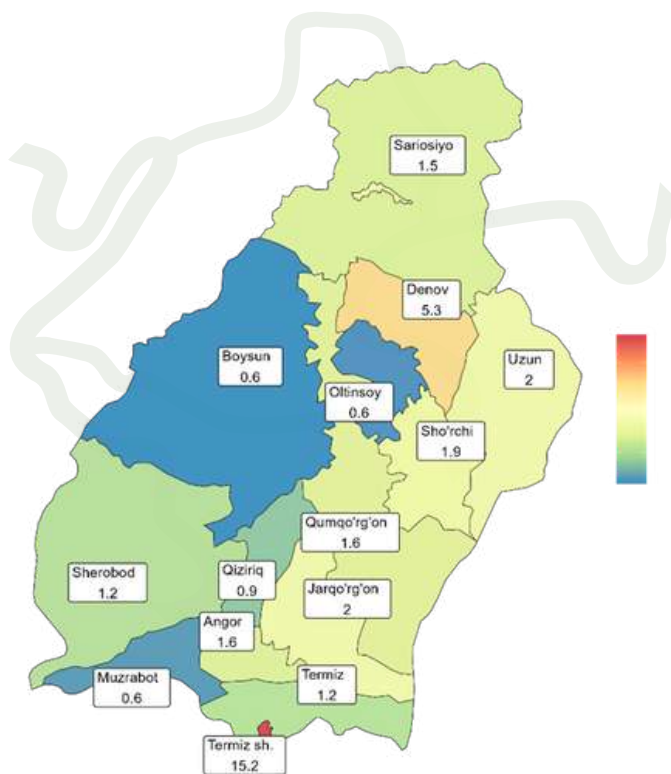 Sariosiyo
1.5
Denov
5.3
Boysun
0.6
Uzun
2
Oltinsoy
0.6
Sho'rchi
1.9
Qumqo'rg'on
1.6
Sherobod
1.2
Qiziriq
0.9
Jarqo'rg'on
2
Angor
1.6
Muzrabot
0.6
Termiz
1.2
Termiz sh.
15.2